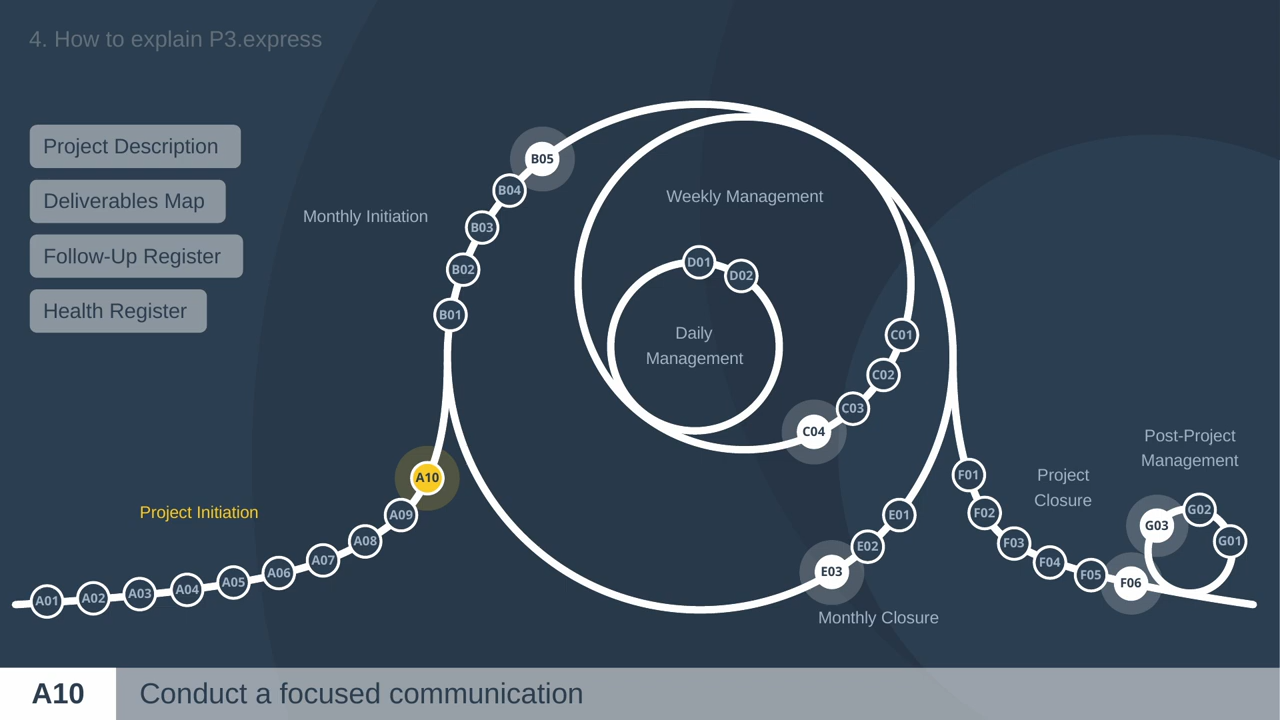 4. How to explain P3.express
Project Description
Deliverables Map
Follow-Up Register
Health Register
Monthly Initiation
B05
B04
B03
B02
B01
Weekly Management
D01
D02
Daily
Management
C01
C02
C03
C04
A10
Project Initiation
A09
A08
A07
A06
A05
A04
A03
A02
A01
E01
E02
E03
Monthly Closure
F01
F02
F03
F04
F05
F06
Project
Closure
Post-Project
Management
G03
G02
G01
A10
Conduct a focused communication